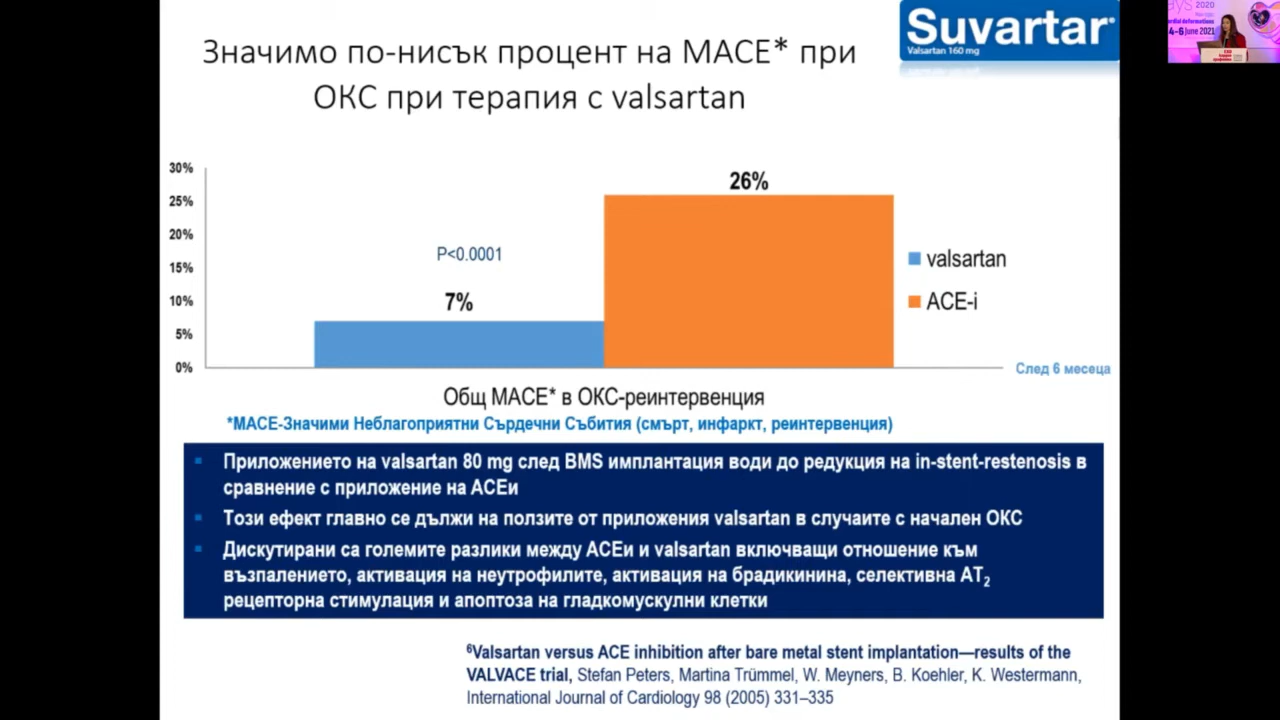 Suvartar®
Valsartan 160 mg
Значимо по-нисък процент на MACE* при
ОКС при терапия с valsartan
30%
25%
20%
15%
10%
5%
0%
P<0.0001
7%
26%
valsartan
ACE-i
След 6 месеца
Общ MACE* в ОКС-реинтервенция
*MACE-Значими Неблагоприятни Сърдечни Събития (смърт, инфаркт, реинтервенция)
Приложението на valsartan 80 mg след BMS имплантация води до редукция на in-stent-restenosis в
сравнение с приложение на АСЕи
Този ефект главно се дължи на ползите от приложения valsartan в случаите с начален ОКС
Дискутирани са големите разлики между АСЕи и valsartan включващи отношение към
възпалението, активация на неутрофилите, активация на брадикинина, селективна АТ2
рецепторна стимулация и апоптоза на гладкомускулни клетки
6Valsartan versus ACE inhibition after bare metal stent implantation—results of the
VALVACE trial, Stefan Peters, Martina Trümmel, W. Meyners, B. Koehler, K. Westermann,
International Journal of Cardiology 98 (2005) 331–335
2020
4-6 June 2021